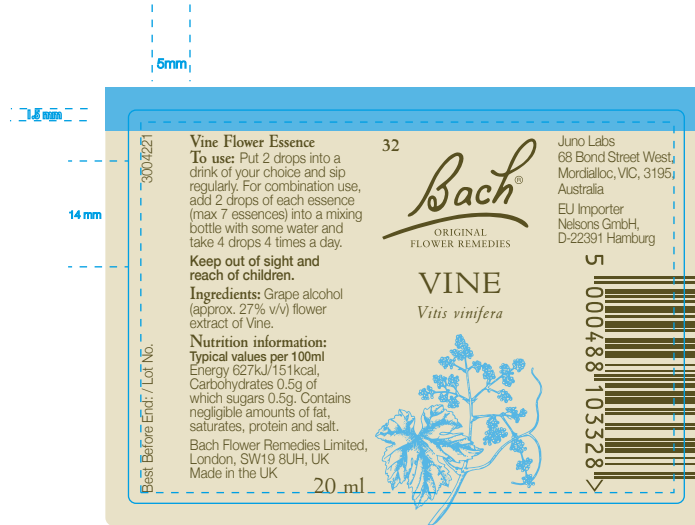 5mm
1.5 mm
14 mm
3004221
Best Before End: / Lot No.
Vine Flower Essence
To use: Put 2 drops into a
drink of your choice and sip
regularly. For combination use,
add 2 drops of each essence
(max 7 essences) into a mixing
bottle with some water and
take 4 drops 4 times a day.
Keep out of sight and
reach of children.
Ingredients: Grape alcohol
(approx. 27% v/v) flower
extract of Vine.
Nutrition information:
Typical values per 100ml
Energy 627kJ/151kcal,
Carbohydrates 0.5g of
which sugars 0.5g. Contains
negligible amounts of fat,
saturates, protein and salt.
Bach Flower Remedies Limited,
London, SW19 8UH, UK
Made in the UK
20 ml
32
Bach®
ORIGINAL
FLOWER REMEDIES
VINE
Vitis vinifera
Juno Labs
68 Bond Street West,
Mordialloc, VIC, 3195,
Australia
EU Importer
Nelsons GmbH,
D-22391 Hamburg
5 000488 103328 >